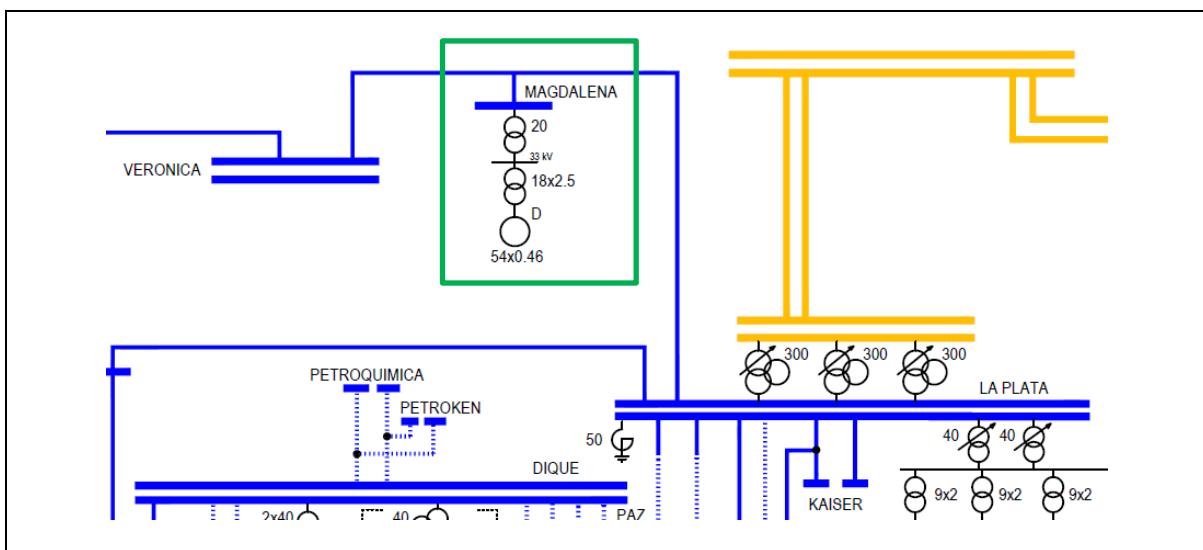 MAGDALENA
20
33 kV
VERONICA
18x2.5
D
54x0.46
300 300 300
PETROQUIMICA
LA PLATA
PETROKEN
50
40 40
DIQUE
KAISER
9x2 9x2 9x2
2x40 40 PAZ